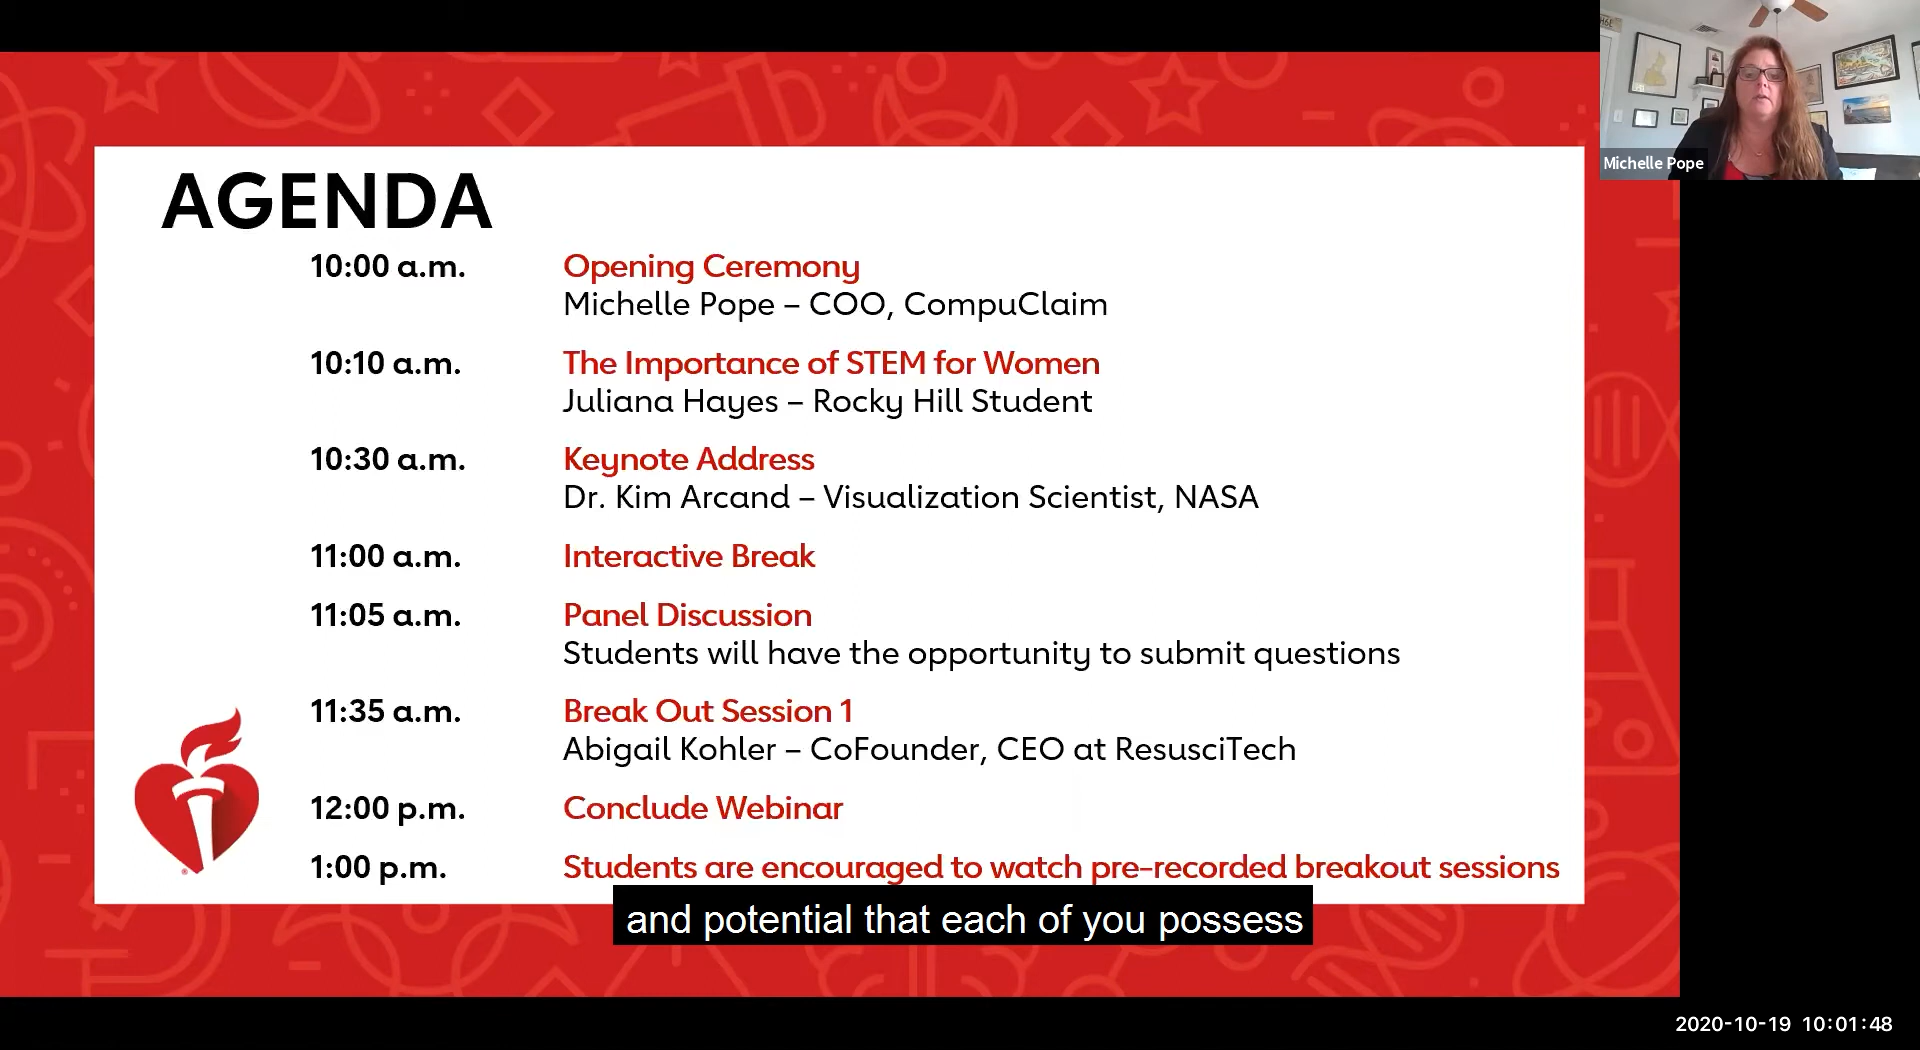 AGENDA
10:00 a.m. Opening Ceremony
Michelle Pope – COO, CompuClaim
10:10 a.m. The Importance of STEM for Women
Juliana Hayes – Rocky Hill Student
10:30 a.m. Keynote Address
Dr. Kim Arcand – Visualization Scientist, NASA
11:00 a.m. Interactive Break
11:05 a.m. Panel Discussion
Students will have the opportunity to submit questions
11:35 a.m. Break Out Session 1
Abigail Kohler – CoFounder, CEO at ResusciTech
12:00 p.m. Conclude Webinar
1:00 p.m. Students are encouraged to watch pre-recorded breakout sessions
and potential that each of you possess
Michelle Pope
2020-10-19 10:01:48